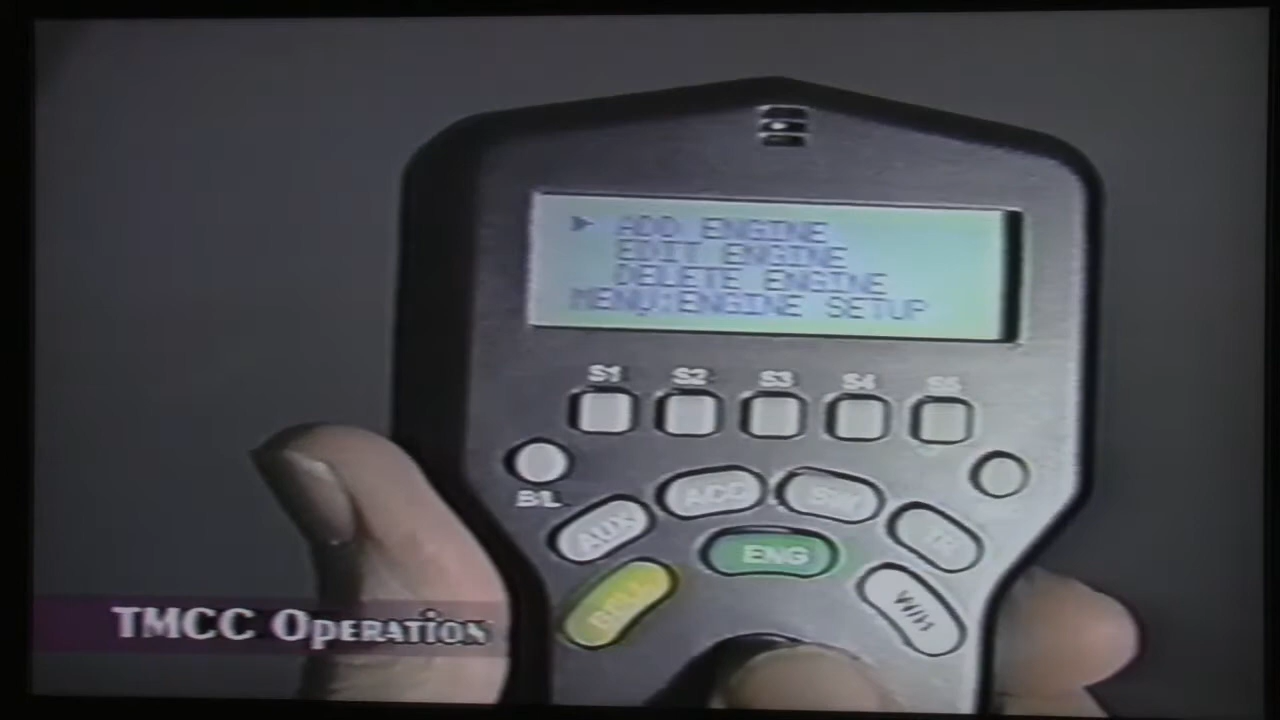 ADD ENGINE
EDIT ENGINE
DELETE ENGINE
MENU:ENGINE SETUP
S1 S2 S3 S4 S5
B/L
AUX ACC SW TR
ENG
TMCC Operation